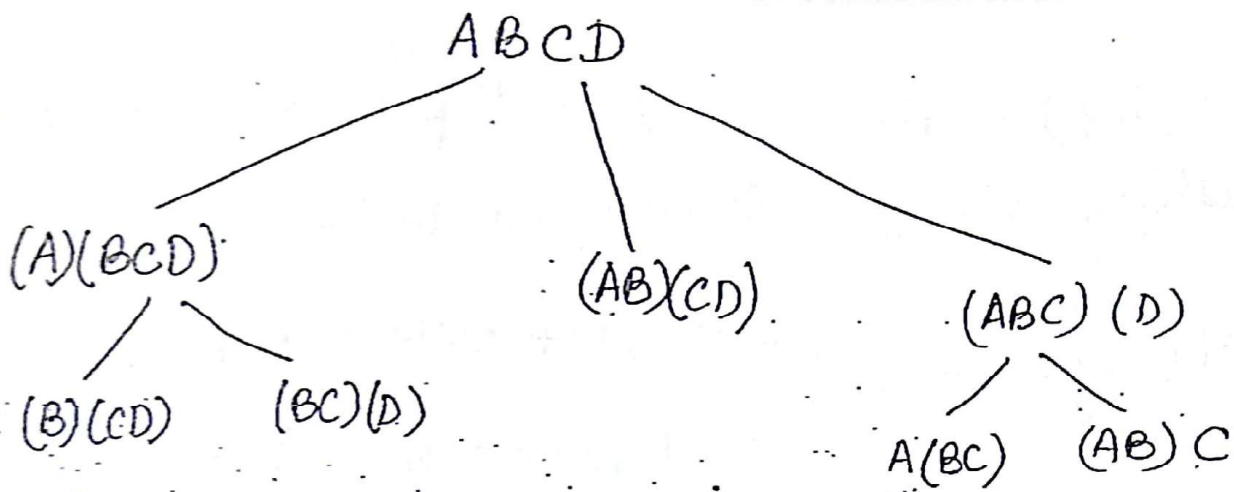 ABCD
(A)(BCD)
(AB)(CD)
(ABC) (D)
(B)(CD)
(BC)(D)
A(BC)
(AB) C